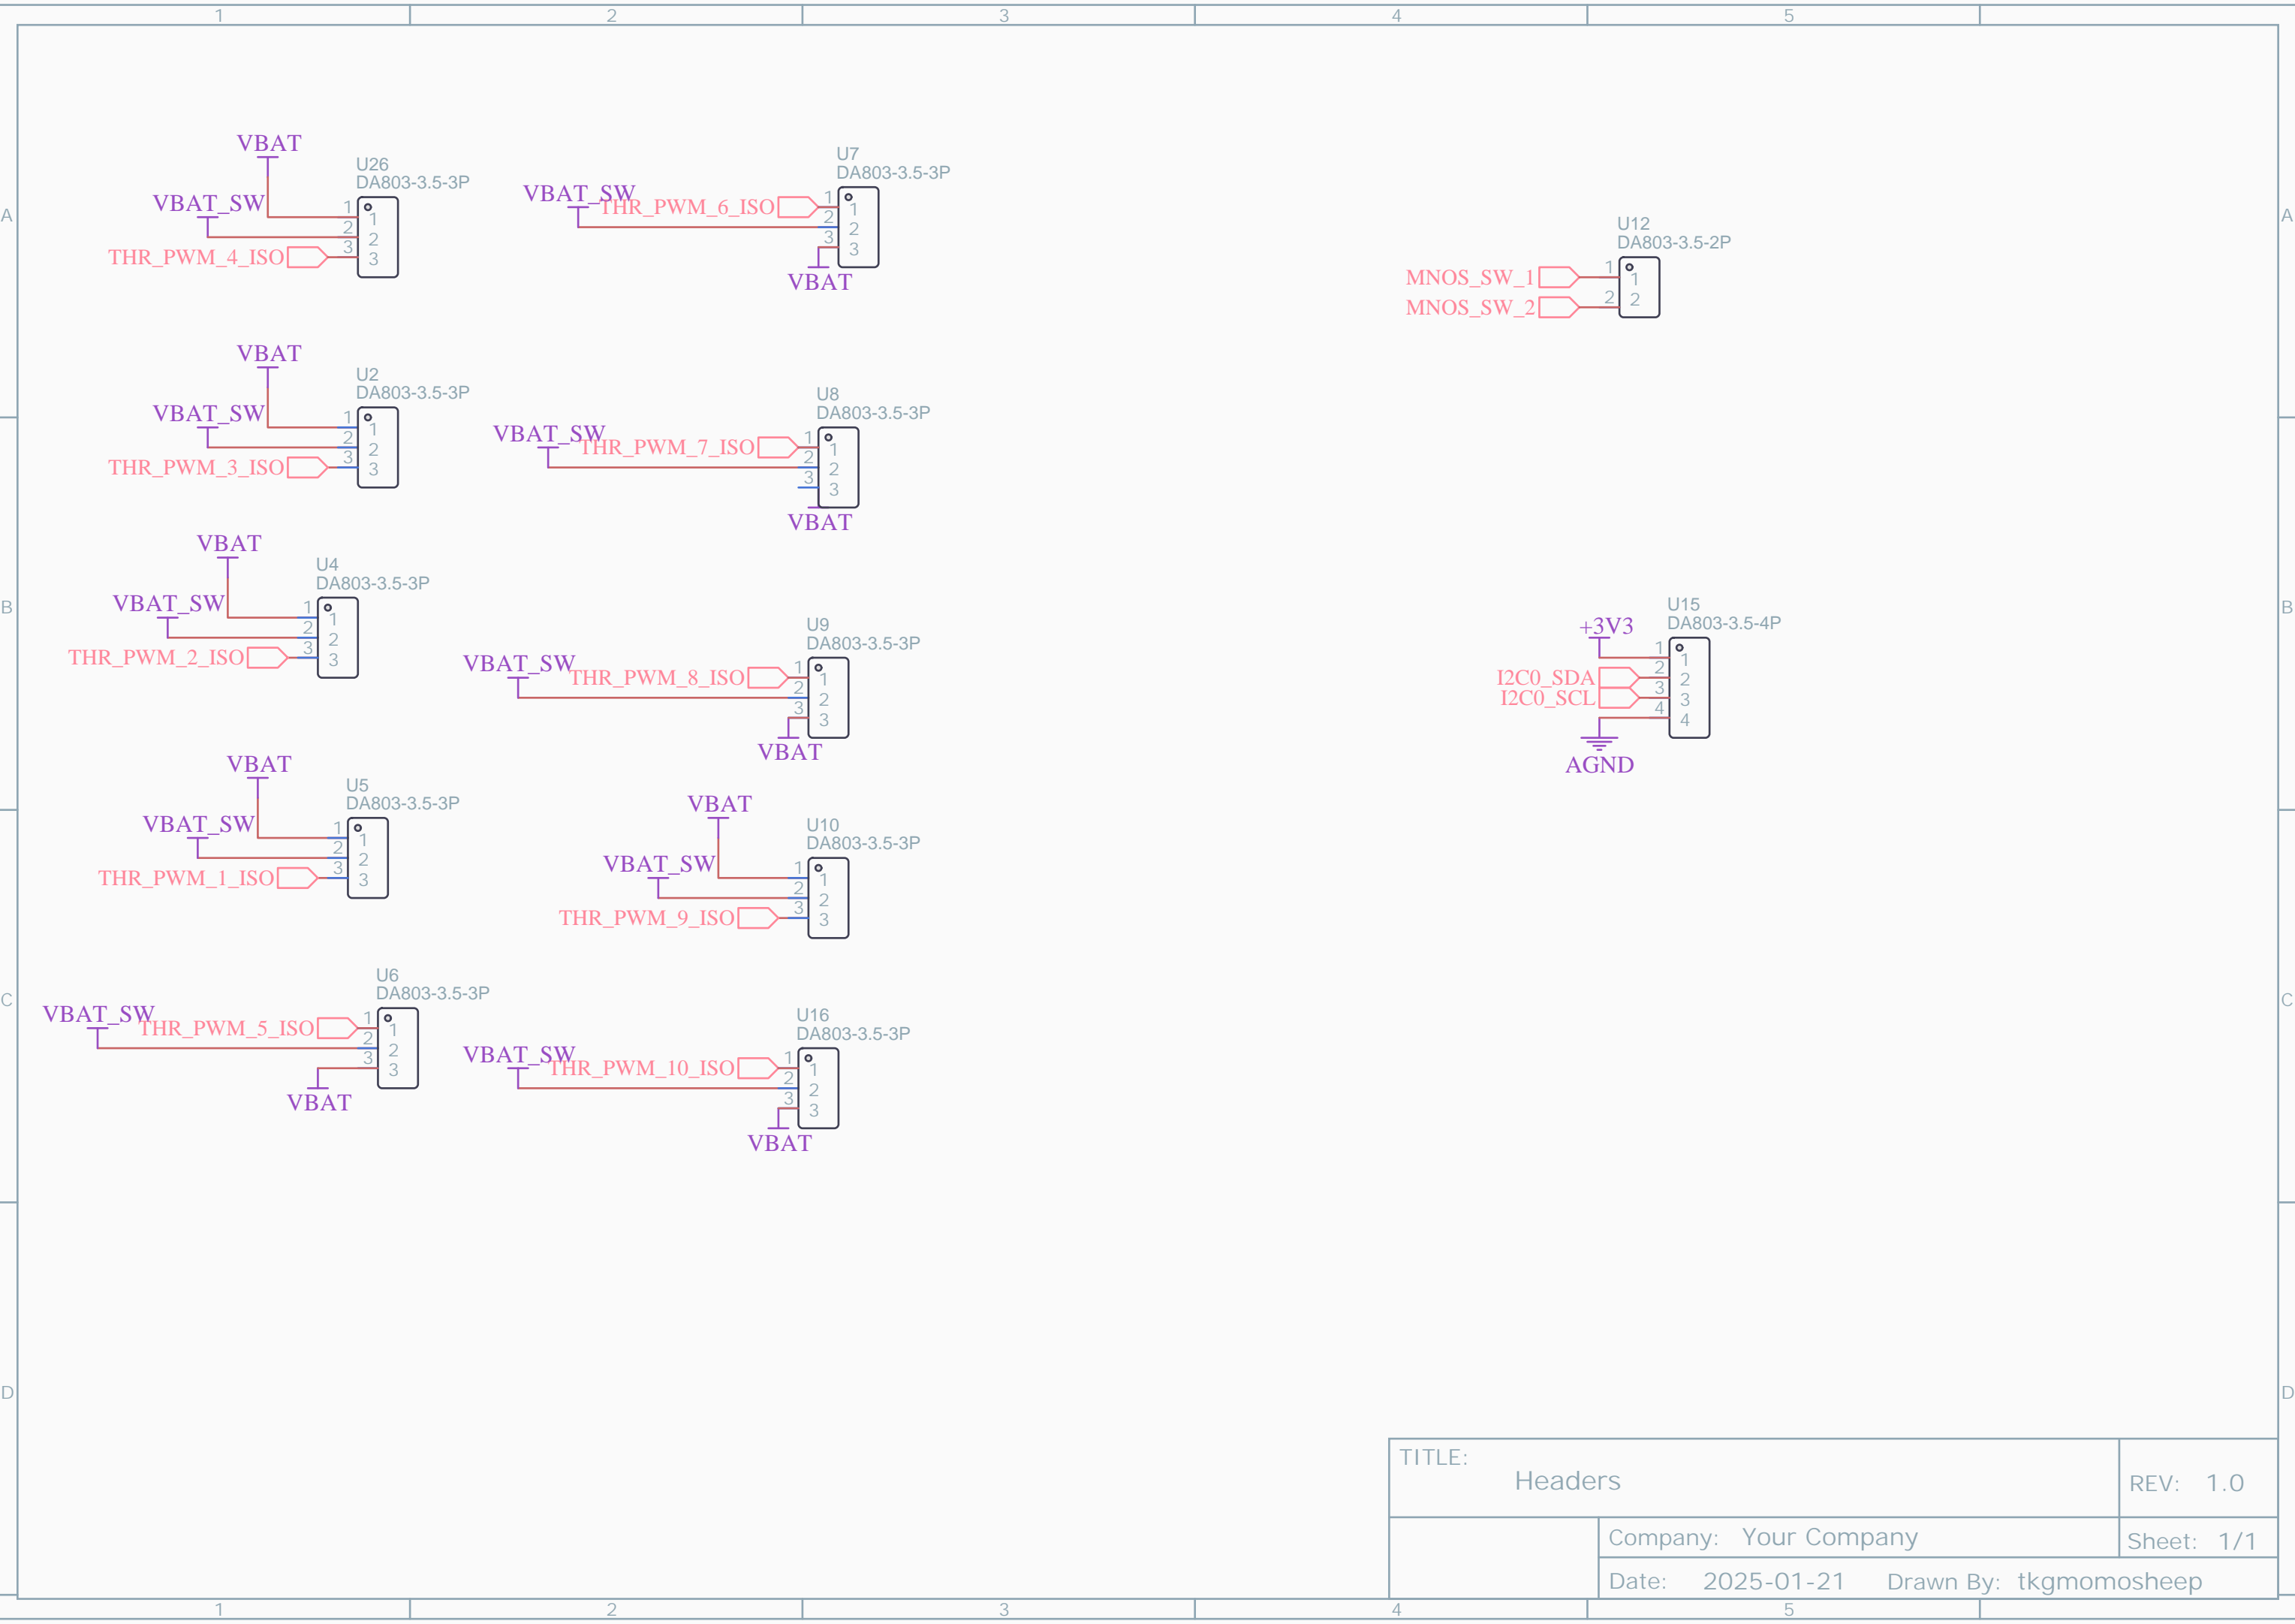 1 2 3 4 5
A A
B B
C C
D D
VBAT
U26
DA803-3.5-3P
VBAT_SW
1 1
2 2
THR_PWM_4_ISO 3 3
VBAT
U2
DA803-3.5-3P
VBAT_SW
1 1
2 2
THR_PWM_3_ISO 3 3
VBAT
U4
DA803-3.5-3P
VBAT_SW
1 1
2 2
THR_PWM_2_ISO 3 3
VBAT
U5
DA803-3.5-3P
VBAT_SW
1 1
2 2
THR_PWM_1_ISO 3 3
U6
DA803-3.5-3P
VBAT_SW
THR_PWM_5_ISO 1 1
2 2
3 3
VBAT
U7
DA803-3.5-3P
VBAT_SW
THR_PWM_6_ISO 1 1
2 2
3 3
VBAT
U8
DA803-3.5-3P
VBAT_SW
THR_PWM_7_ISO 1 1
2 2
3 3
VBAT
U9
DA803-3.5-3P
VBAT_SW
THR_PWM_8_ISO 1 1
2 2
3 3
VBAT
VBAT
U10
DA803-3.5-3P
VBAT_SW
1 1
2 2
THR_PWM_9_ISO 3 3
U16
DA803-3.5-3P
VBAT_SW
THR_PWM_10_ISO 1 1
2 2
3 3
VBAT
U12
DA803-3.5-2P
MNOS_SW_1 1 1
MNOS_SW_2 2 2
U15
DA803-3.5-4P
+3V3
1 1
I2C0_SDA 2 2
I2C0_SCL 3 3
4 4
AGND
TITLE:
Headers
REV: 1.0
Company: Your Company
Sheet: 1/1
Date: 2025-01-21 Drawn By: tkgmomosheep
1 2 3 4 5